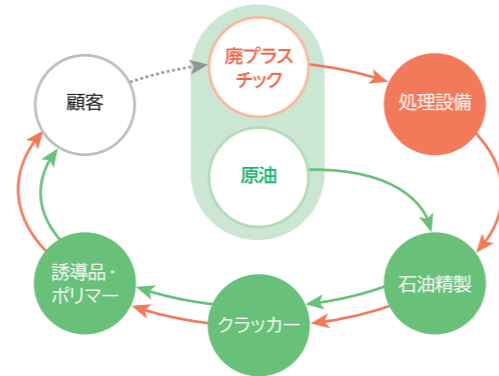 廃プラス
チック
顧客
処理設備
原油
誘導品・
ポリマー
石油精製
クラッカー